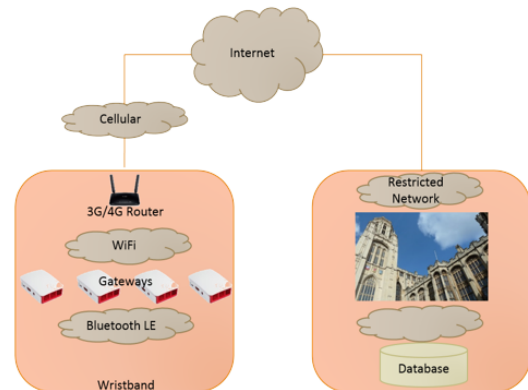 Internet
Cellular
3G/4G Router
WiFi
Gateways
Bluetooth LE
Wristband
Restricted
Network
Database